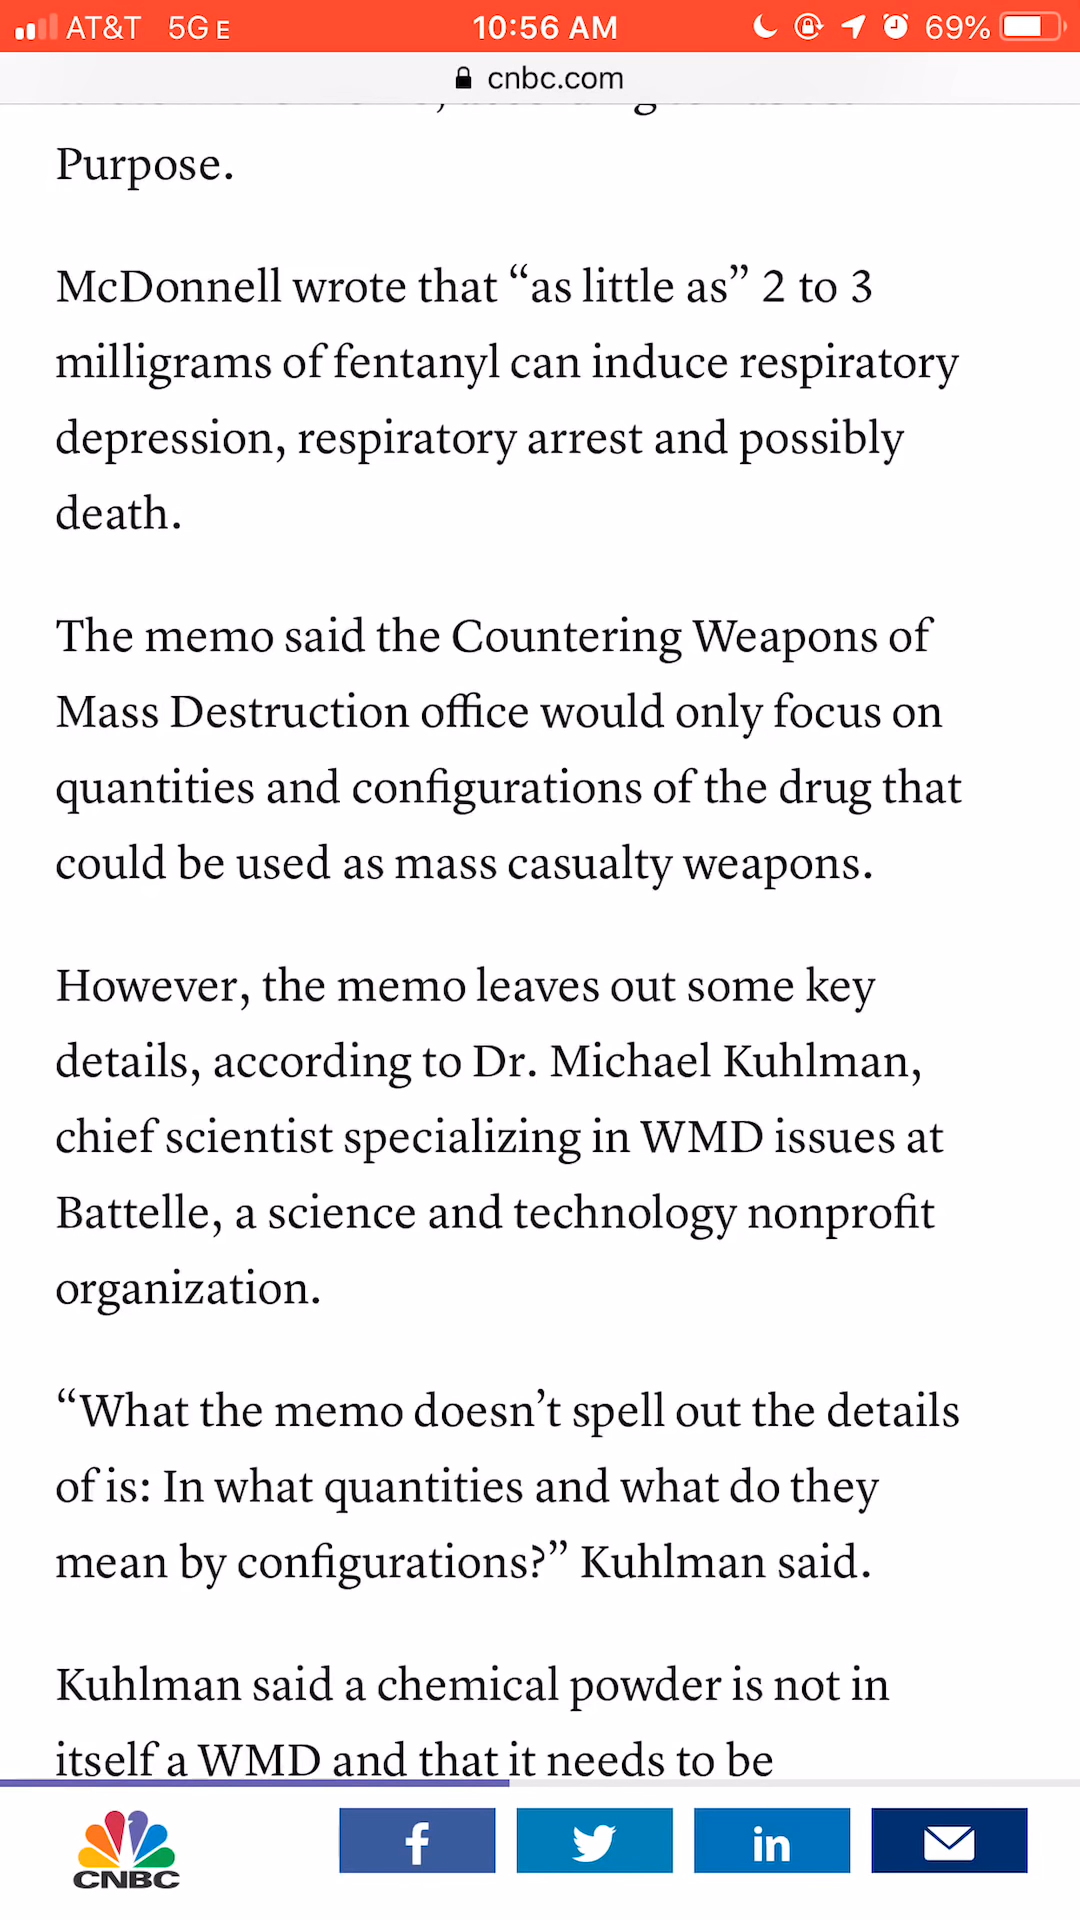 AT&T 5G E 10:56 AM 69%
cnbc.com
Purpose.
McDonnell wrote that “as little as” 2 to 3
milligrams of fentanyl can induce respiratory
depression, respiratory arrest and possibly
death.
The memo said the Countering Weapons of
Mass Destruction office would only focus on
quantities and configurations of the drug that
could be used as mass casualty weapons.
However, the memo leaves out some key
details, according to Dr. Michael Kuhlman,
chief scientist specializing in WMD issues at
Battelle, a science and technology nonprofit
organization.
“What the memo doesn’t spell out the details
of is: In what quantities and what do they
mean by configurations?” Kuhlman said.
Kuhlman said a chemical powder is not in
itself a WMD and that it needs to be
CNBC
f
in